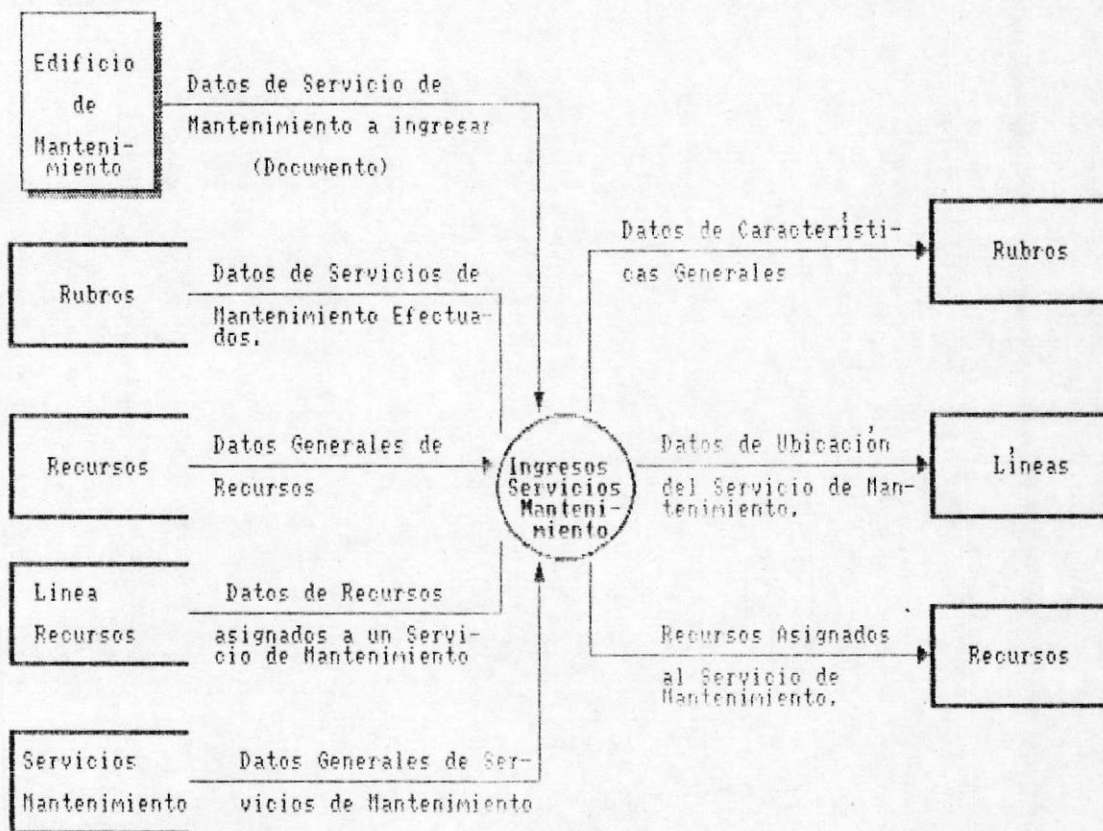 Edificio
de
Manteni-
miento
Datos de Servicio de
Mantenimiento a ingresar
(Documento)
Rubros
Datos de Servicios de
Mantenimiento Efectua-
dos.
Recursos
Datos Generales de
Recursos
Linea
Recursos
Datos de Recursos
asignados a un Servi-
cio de Mantenimiento
Servicios
Mantenimiento
Datos Generales de Ser-
vicios de Mantenimiento
Ingresos
Servicios
Manteni-
miento
Datos de Característi-
cas Generales
Rubros
Datos de Ubicación
del Servicio de Man-
tenimiento.
Líneas
Recursos Asignados
al Servicio de
Mantenimiento.
Recursos